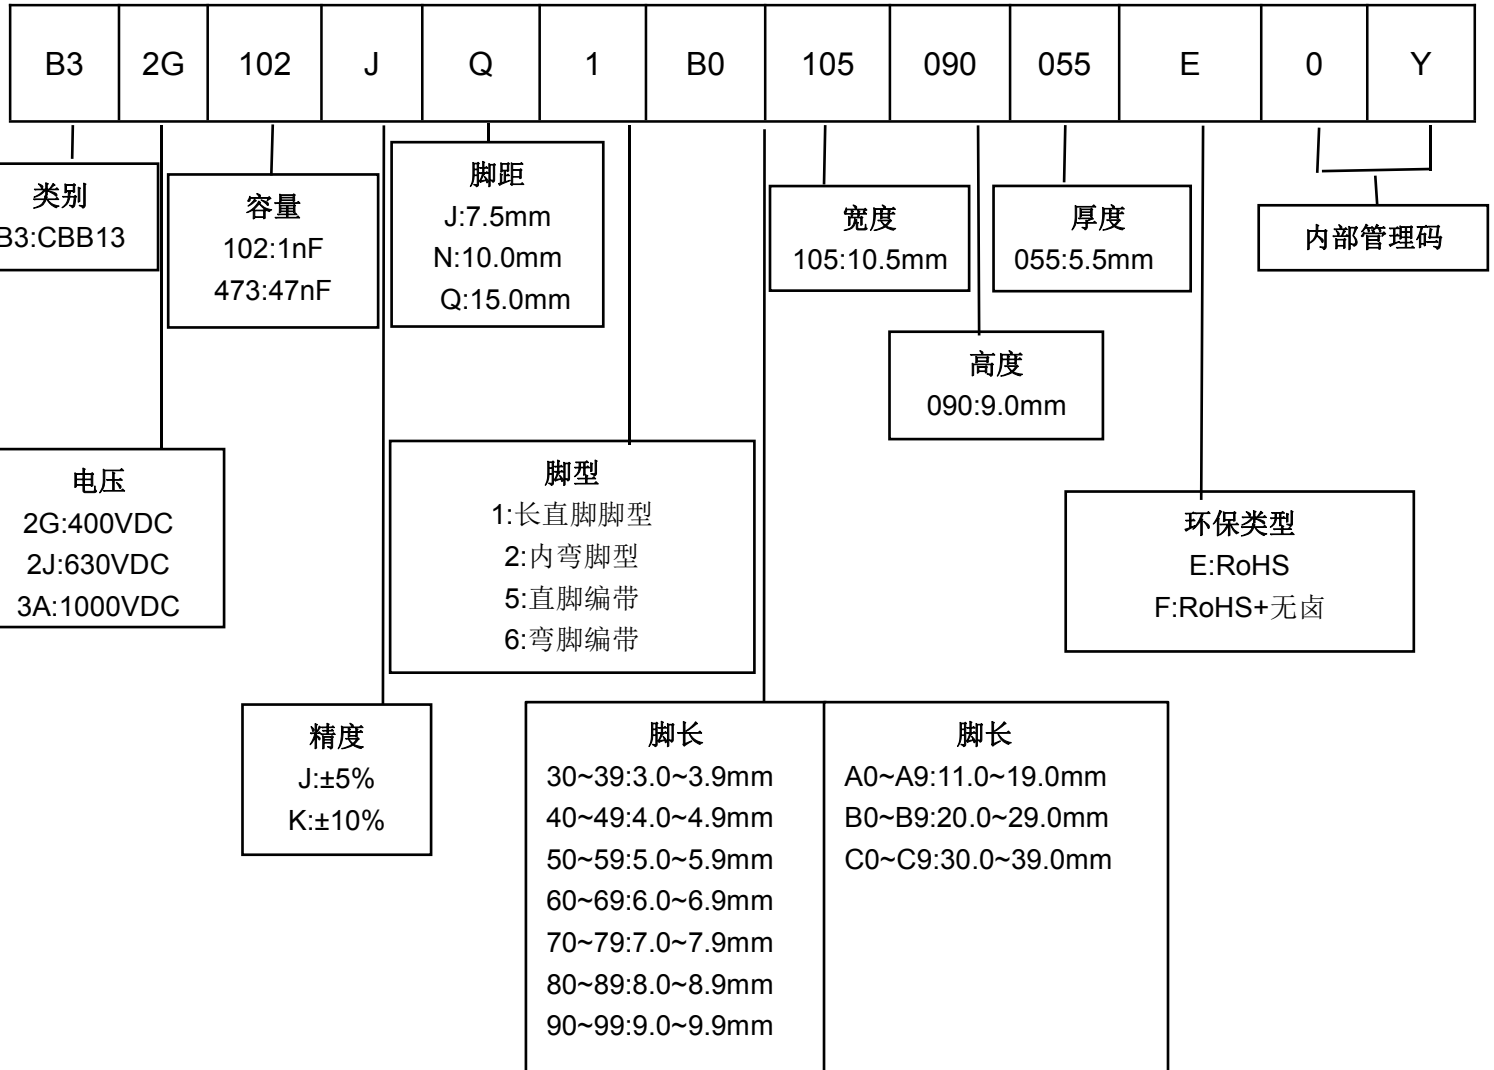 B3 2G 102 J Q 1 B0 105 090 055 E 0 Y
类别
B3:CBB13
容量
102:1nF
473:47nF
脚距
J:7.5mm
N:10.0mm
Q:15.0mm
宽度
105:10.5mm
厚度
055:5.5mm
内部管理码
高度
090:9.0mm
电压
2G:400VDC
2J:630VDC
3A:1000VDC
脚型
1:长直脚脚型
2:内弯脚型
5:直脚编带
6:弯脚编带
环保类型
E:RoHS
F:RoHS+无卤
精度
J:±5%
K:±10%
脚长
30~39:3.0~3.9mm
40~49:4.0~4.9mm
50~59:5.0~5.9mm
60~69:6.0~6.9mm
70~79:7.0~7.9mm
80~89:8.0~8.9mm
90~99:9.0~9.9mm
脚长
A0~A9:11.0~19.0mm
B0~B9:20.0~29.0mm
C0~C9:30.0~39.0mm